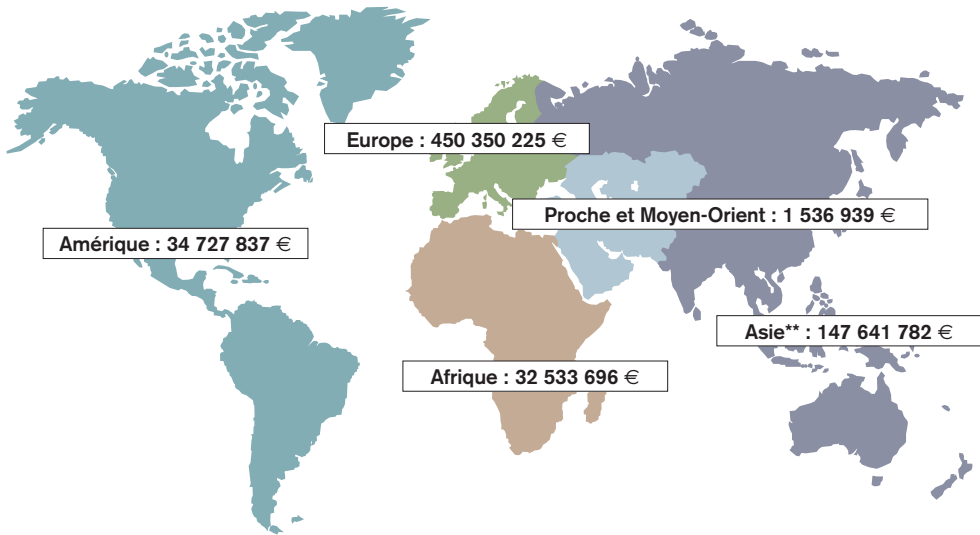 Europe : 450 350 225 €
Proche et Moyen-Orient : 1 536 939 €
Amérique : 34 727 837 €
Asie** : 147 641 782 €
Afrique : 32 533 696 €